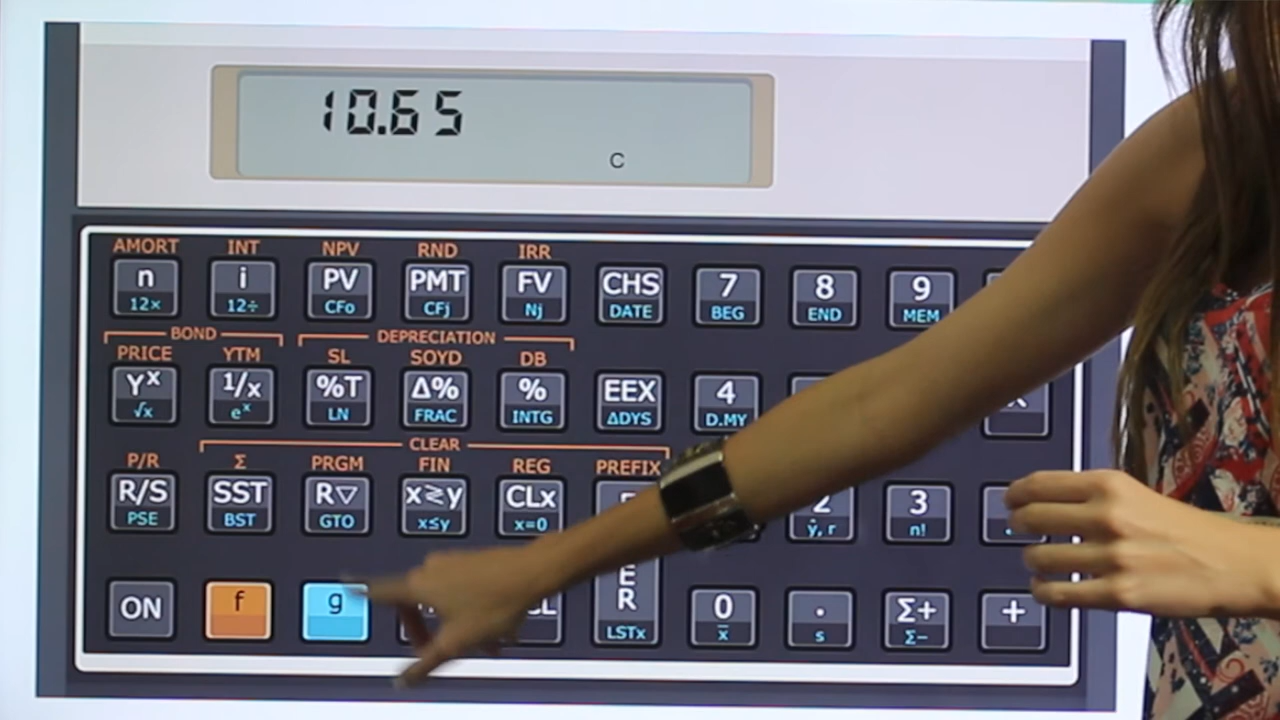 10.65
C
AMORT INT NPV RND IRR
n i PV PMT FV CHS 7 8 9
12× 12÷ CFo CFj Nj DATE BEG END MEM
BOND DEPRECIATION
PRICE YTM SL SOYD DB
Yˣ 1/x %T Δ% % EEX 4
√x eˣ LN FRAC INTG ΔDYS D.MY
CLEAR
P/R Σ PRGM FIN REG PREFIX
R/S SST R▽ x≷y CLx 2 3
PSE BST GTO x≤y x=0 ŷ, r n!
ON f g E R 0 · Σ+ +
LSTx x̄ s Σ−